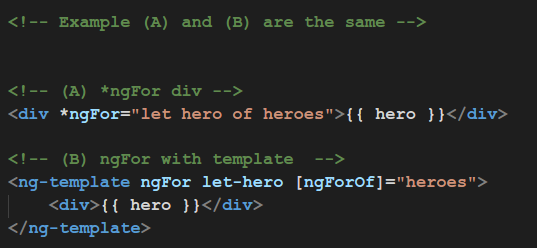 <!-- Example (A) and (B) are the same -->
<!-- (A) *ngFor div -->
<div *ngFor="let hero of heroes">{{ hero }}</div>
<!-- (B) ngFor with template  -->
<ng-template ngFor let-hero [ngForOf]="heroes">
    <div>{{ hero }}</div>
</ng-template>